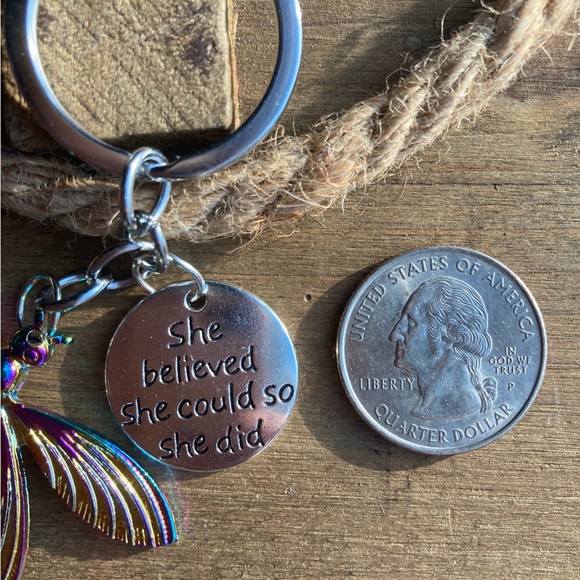 She
believed
she could so
she did
UNITED STATES OF AMERICA
LIBERTY
IN
GOD WE
TRUST
P
QUARTER DOLLAR